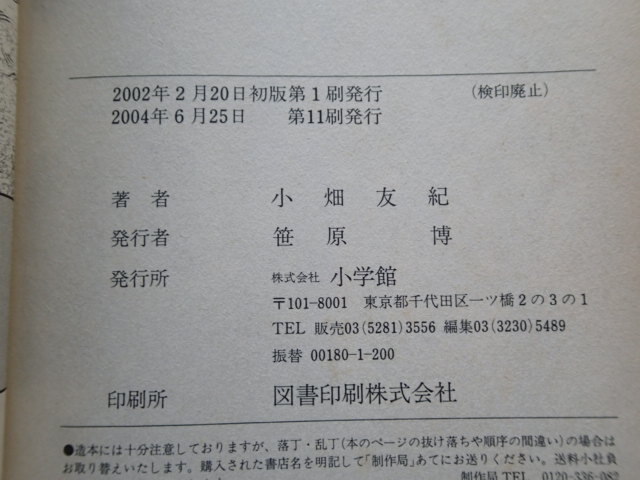 2002年2月20日初版第1刷発行 (検印廃止)
2004年6月25日 第11刷発行
著者 小畑友紀
発行者 笹原 博
発行所 株式会社 小学館
〒101-8001 東京都千代田区一ツ橋2の3の1
TEL 販売03(5281)3556 編集03(3230)5489
振替 00180-1-200
印刷所 図書印刷株式会社
●造本には十分注意しておりますが、落丁・乱丁(本のページの抜け落ちや順序の間違い)の場合は
お取り替えいたします。購入された書店名を明記して「制作局」あてにお送りください。送料小社負
制作局 TEL 0120-336-082